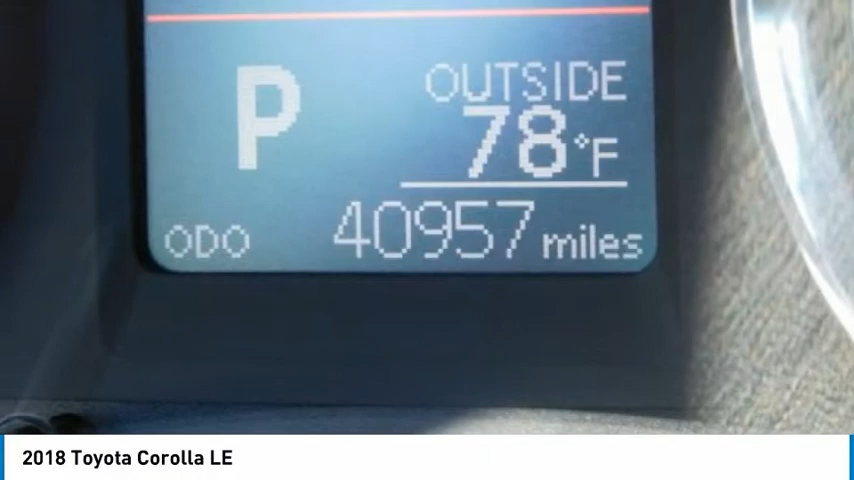 P
OUTSIDE
78°F
ODO 40957 miles
2018 Toyota Corolla LE